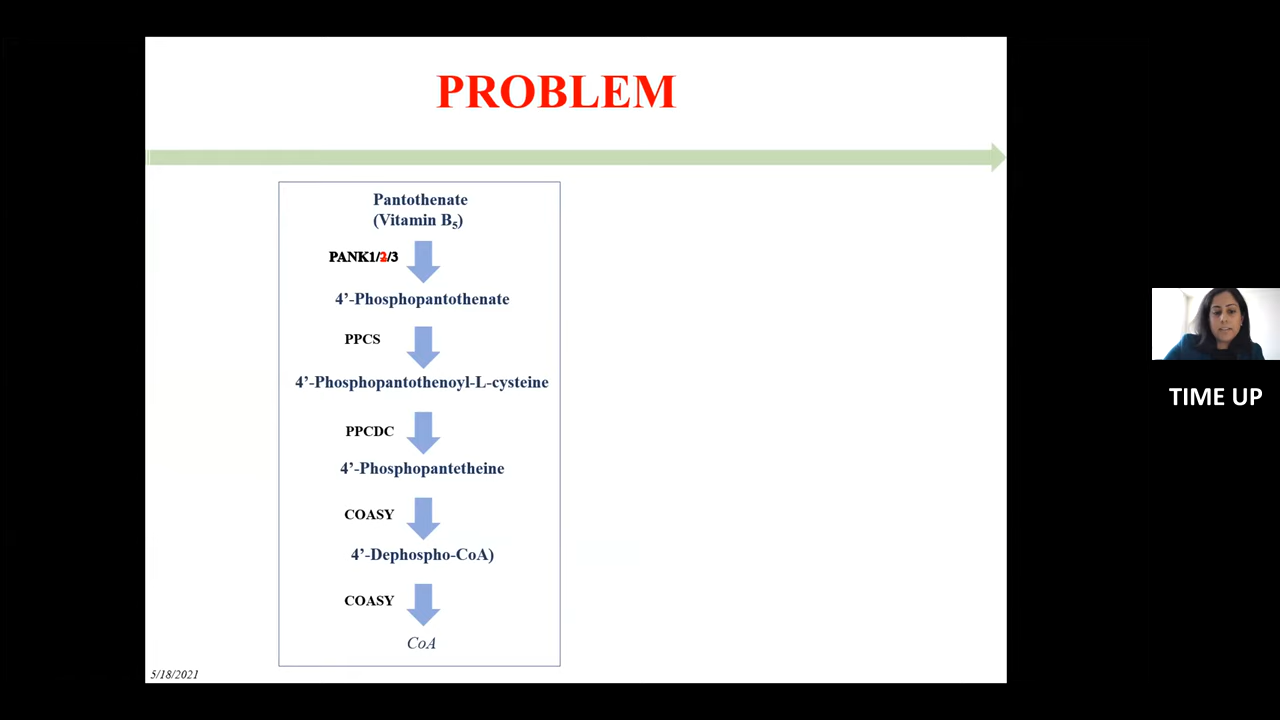 PROBLEM
Pantothenate
(Vitamin B₅)
PANK1/2/3
4’-Phosphopantothenate
PPCS
4’-Phosphopantothenoyl-L-cysteine
PPCDC
4’-Phosphopantetheine
COASY
4’-Dephospho-CoA)
COASY
CoA
5/18/2021
TIME UP